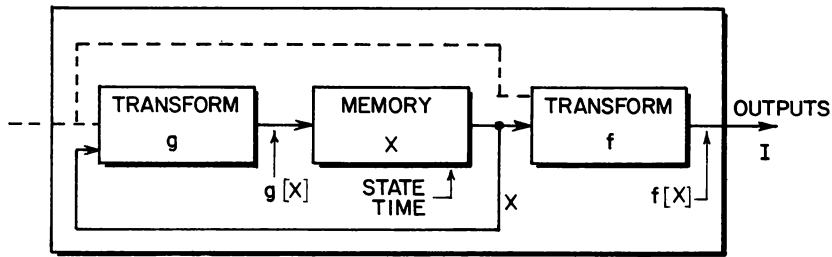 TRANSFORM
g
MEMORY
X
TRANSFORM
f
OUTPUTS
I
g[X]
STATE
TIME
X
f[X]